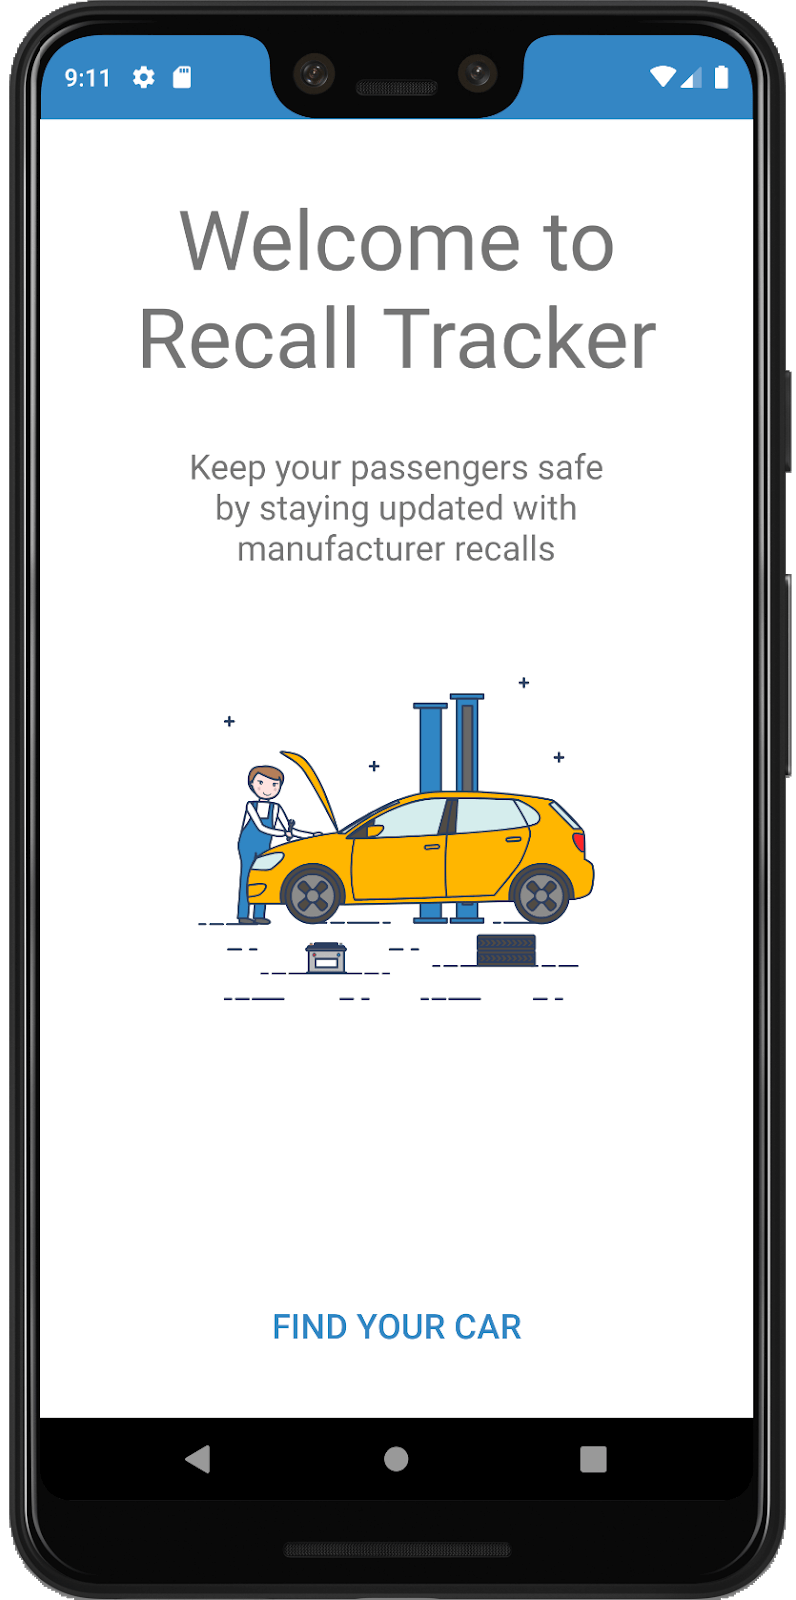 9:11
Welcome to
Recall Tracker
Keep your passengers safe
by staying updated with
manufacturer recalls
FIND YOUR CAR